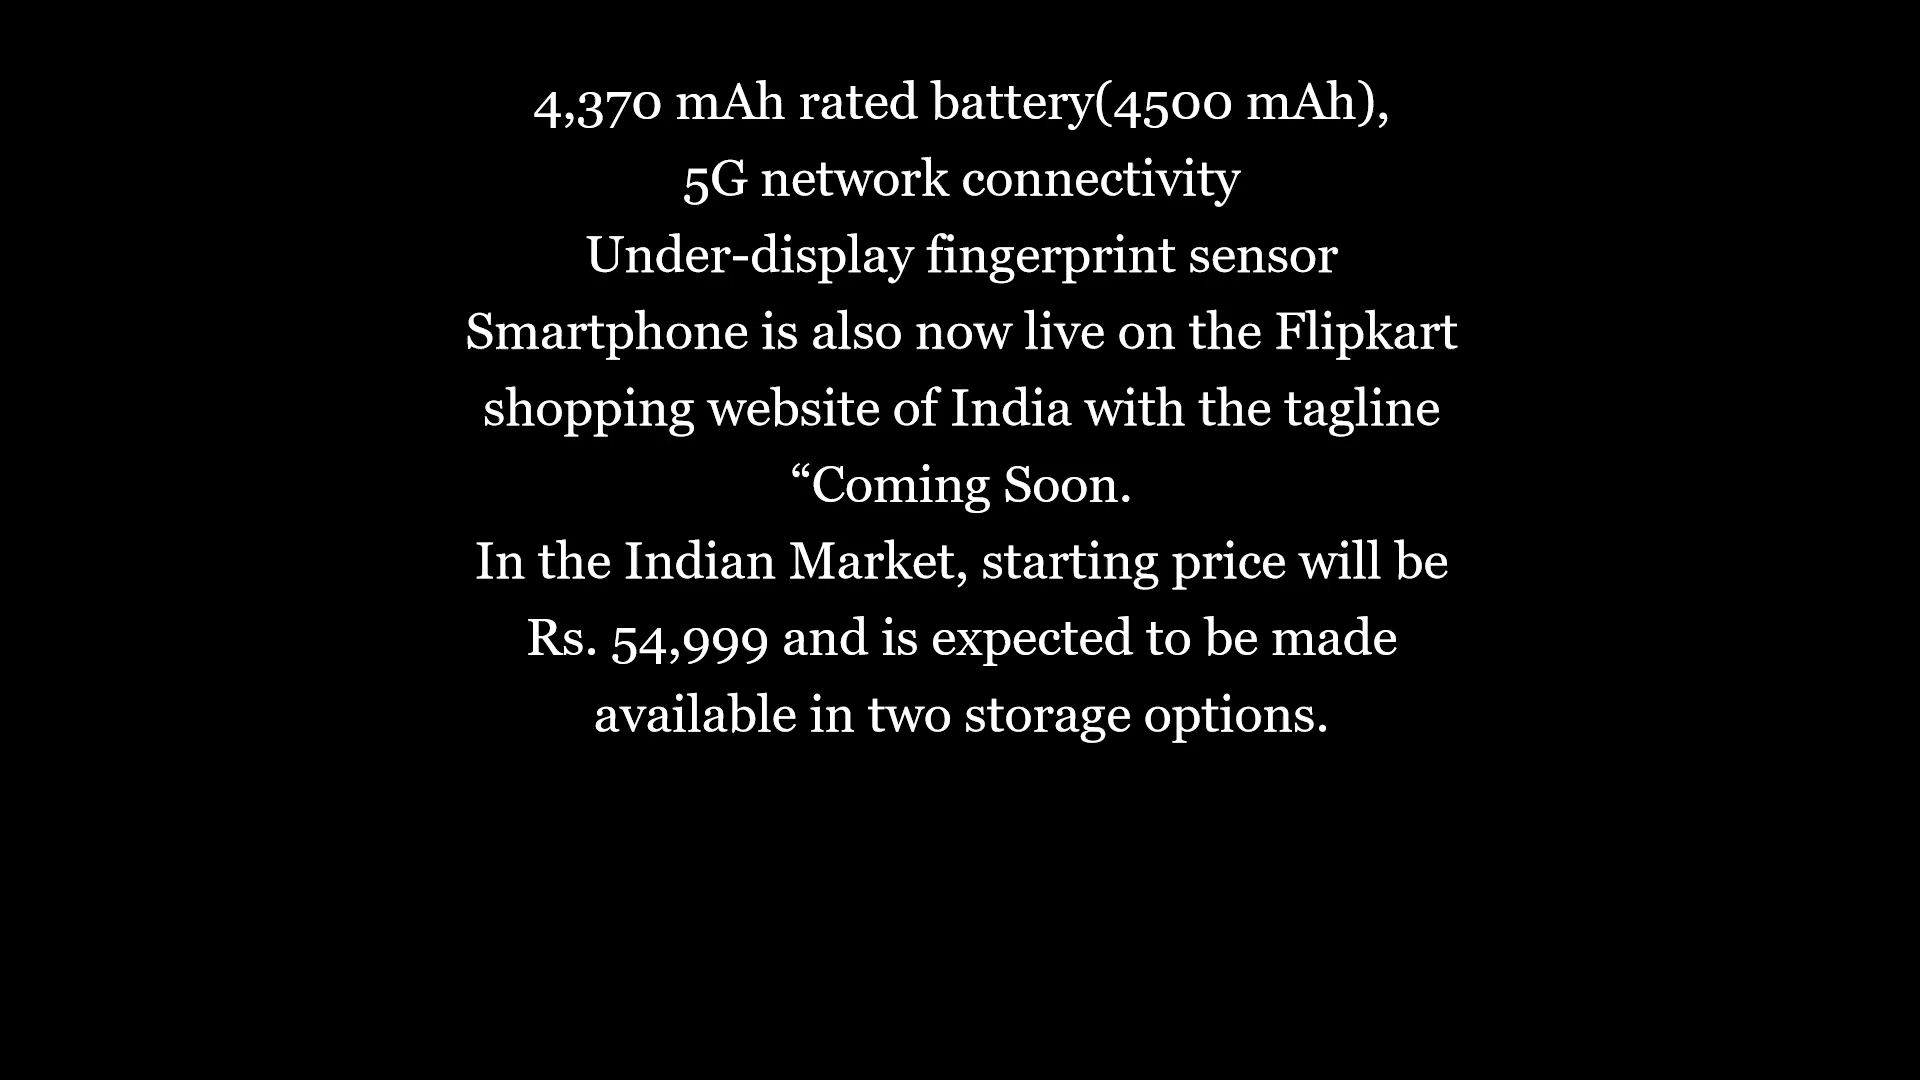 4,370 mAh rated battery(4500 mAh),
5G network connectivity
Under-display fingerprint sensor
Smartphone is also now live on the Flipkart
shopping website of India with the tagline
“Coming Soon.
In the Indian Market, starting price will be
Rs. 54,999 and is expected to be made
available in two storage options.